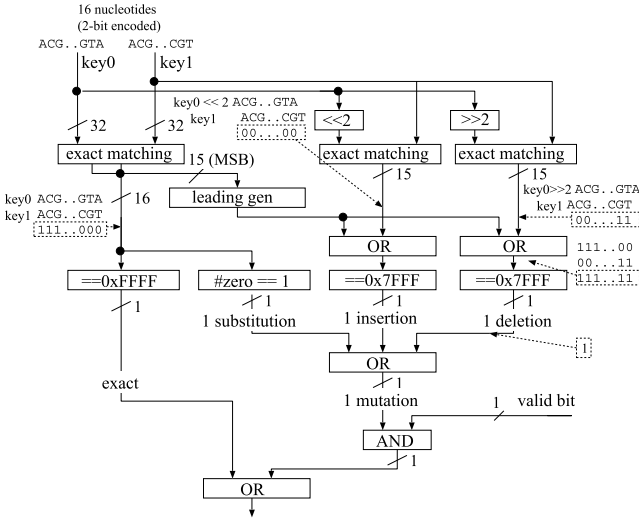 16 nucleotides
(2-bit encoded)
ACG..GTA ACG..CGT
key0 key1
key0 << 2 ACG..GTA
key1 ACG..CGT
00...00
<<2
>>2
32
32
exact matching
exact matching
exact matching
15 (MSB)
15
15
leading gen
key0 ACG..GTA
key1 ACG..CGT
111..000
16
key0>>2 ACG..GTA
key1 ACG..CGT
00...11
OR
OR
111...00
00...11
111...11
==0xFFFF
#zero == 1
==0x7FFF
==0x7FFF
1
1
1
1
1 substitution
1 insertion
1 deletion
1
OR
exact
1
1 mutation
1
valid bit
AND
1
OR